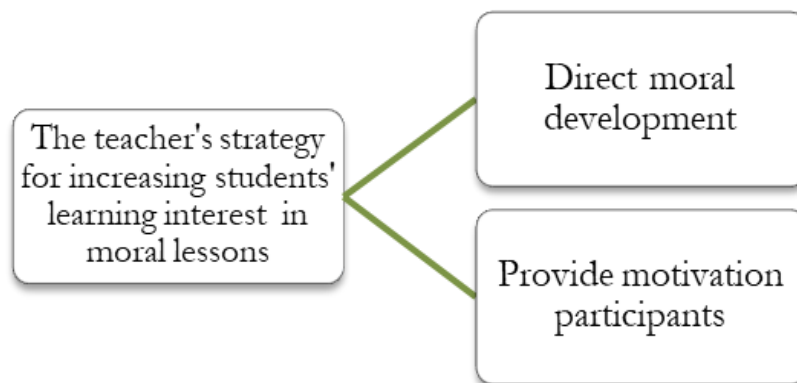 The teacher's strategy
for increasing students'
learning interest in
moral lessons
Direct moral
development
Provide motivation
participants